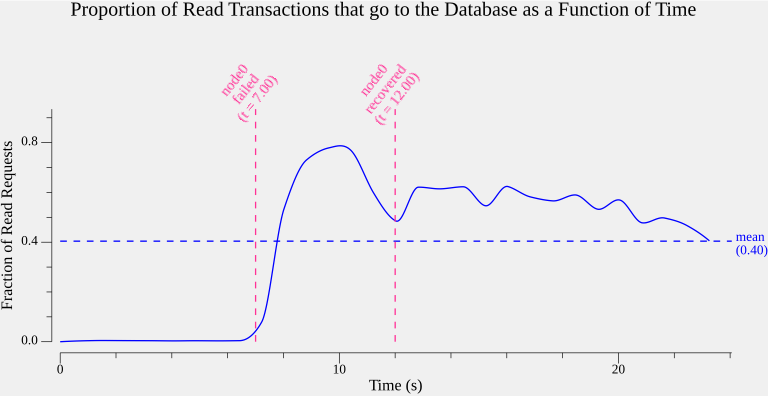 Proportion of Read Transactions that go to the Database as a Function of Time
node0
failed
(t = 7.00)
node0
recovered
(t = 12.00)
Fraction of Read Requests
0.8
0.4
0.0
mean
(0.40)
0
10
20
Time (s)